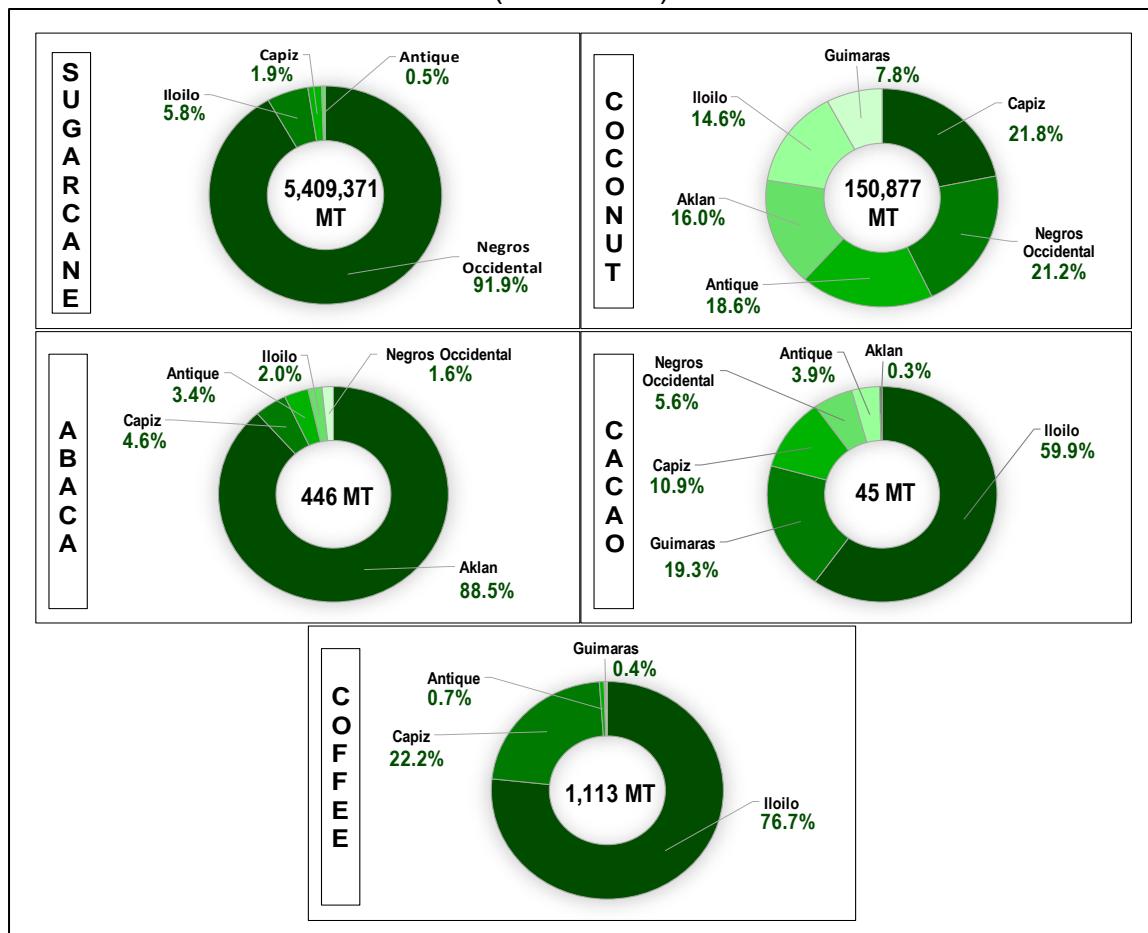 SUGARCANE
Capiz
1.9%
Antique
0.5%
Iloilo
5.8%
5,409,371
MT
Negros
Occidental
91.9%
COCONUT
Guimaras
7.8%
Iloilo
14.6%
Capiz
21.8%
150,877
MT
Aklan
16.0%
Negros
Occidental
21.2%
Antique
18.6%
ABACA
Iloilo
2.0%
Negros Occidental
1.6%
Antique
3.4%
Capiz
4.6%
446 MT
Aklan
88.5%
CACAO
Negros
Occidental
5.6%
Antique
3.9%
Aklan
0.3%
Iloilo
59.9%
Capiz
10.9%
45 MT
Guimaras
19.3%
COFFEE
Guimaras
0.4%
Antique
0.7%
Capiz
22.2%
1,113 MT
Iloilo
76.7%